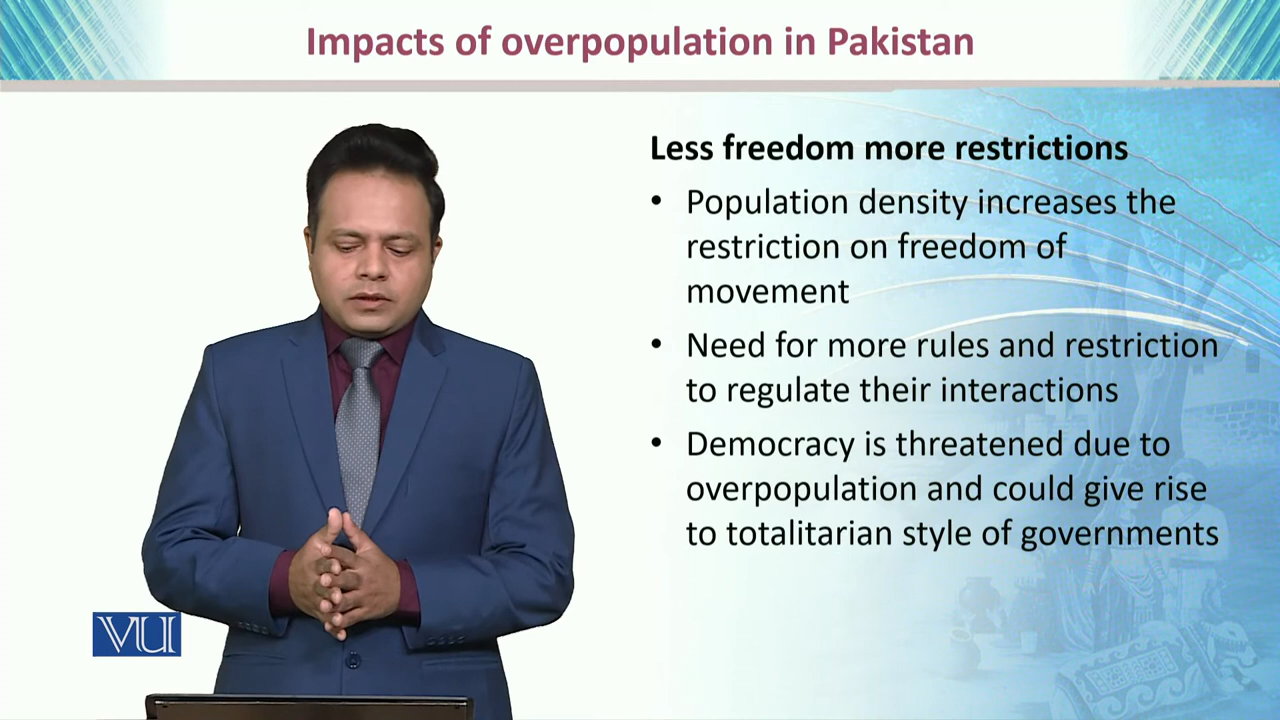 Impacts of overpopulation in Pakistan
Less freedom more restrictions
• Population density increases the
restriction on freedom of
movement
• Need for more rules and restriction
to regulate their interactions
• Democracy is threatened due to
overpopulation and could give rise
to totalitarian style of governments
VU